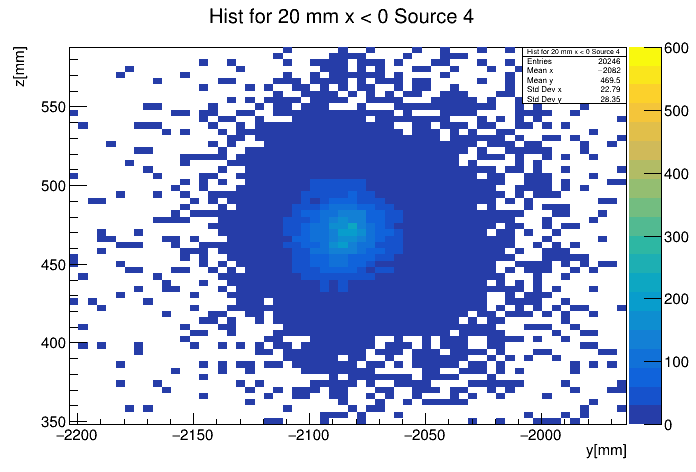 Hist for 20 mm x < 0 Source 4
z[mm]
Hist for 20 mm x < 0 Source 4
Entries 20246
Mean x −2082
Mean y 469.5
Std Dev x 22.79
Std Dev y 28.35
550
500
450
400
350
−2200 −2150 −2100 −2050 −2000
y[mm]
600
500
400
300
200
100
0